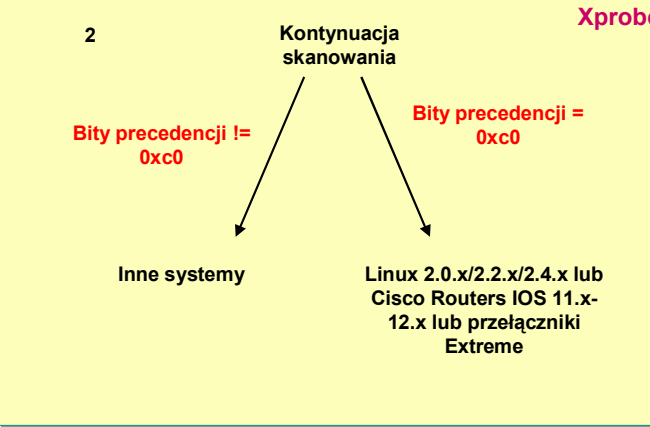 Xprobe
2
Kontynuacja
skanowania
Bity precedencji !=
0xc0
Bity precedencji =
0xc0
Inne systemy
Linux 2.0.x/2.2.x/2.4.x lub
Cisco Routers IOS 11.x-
12.x lub przełączniki
Extreme